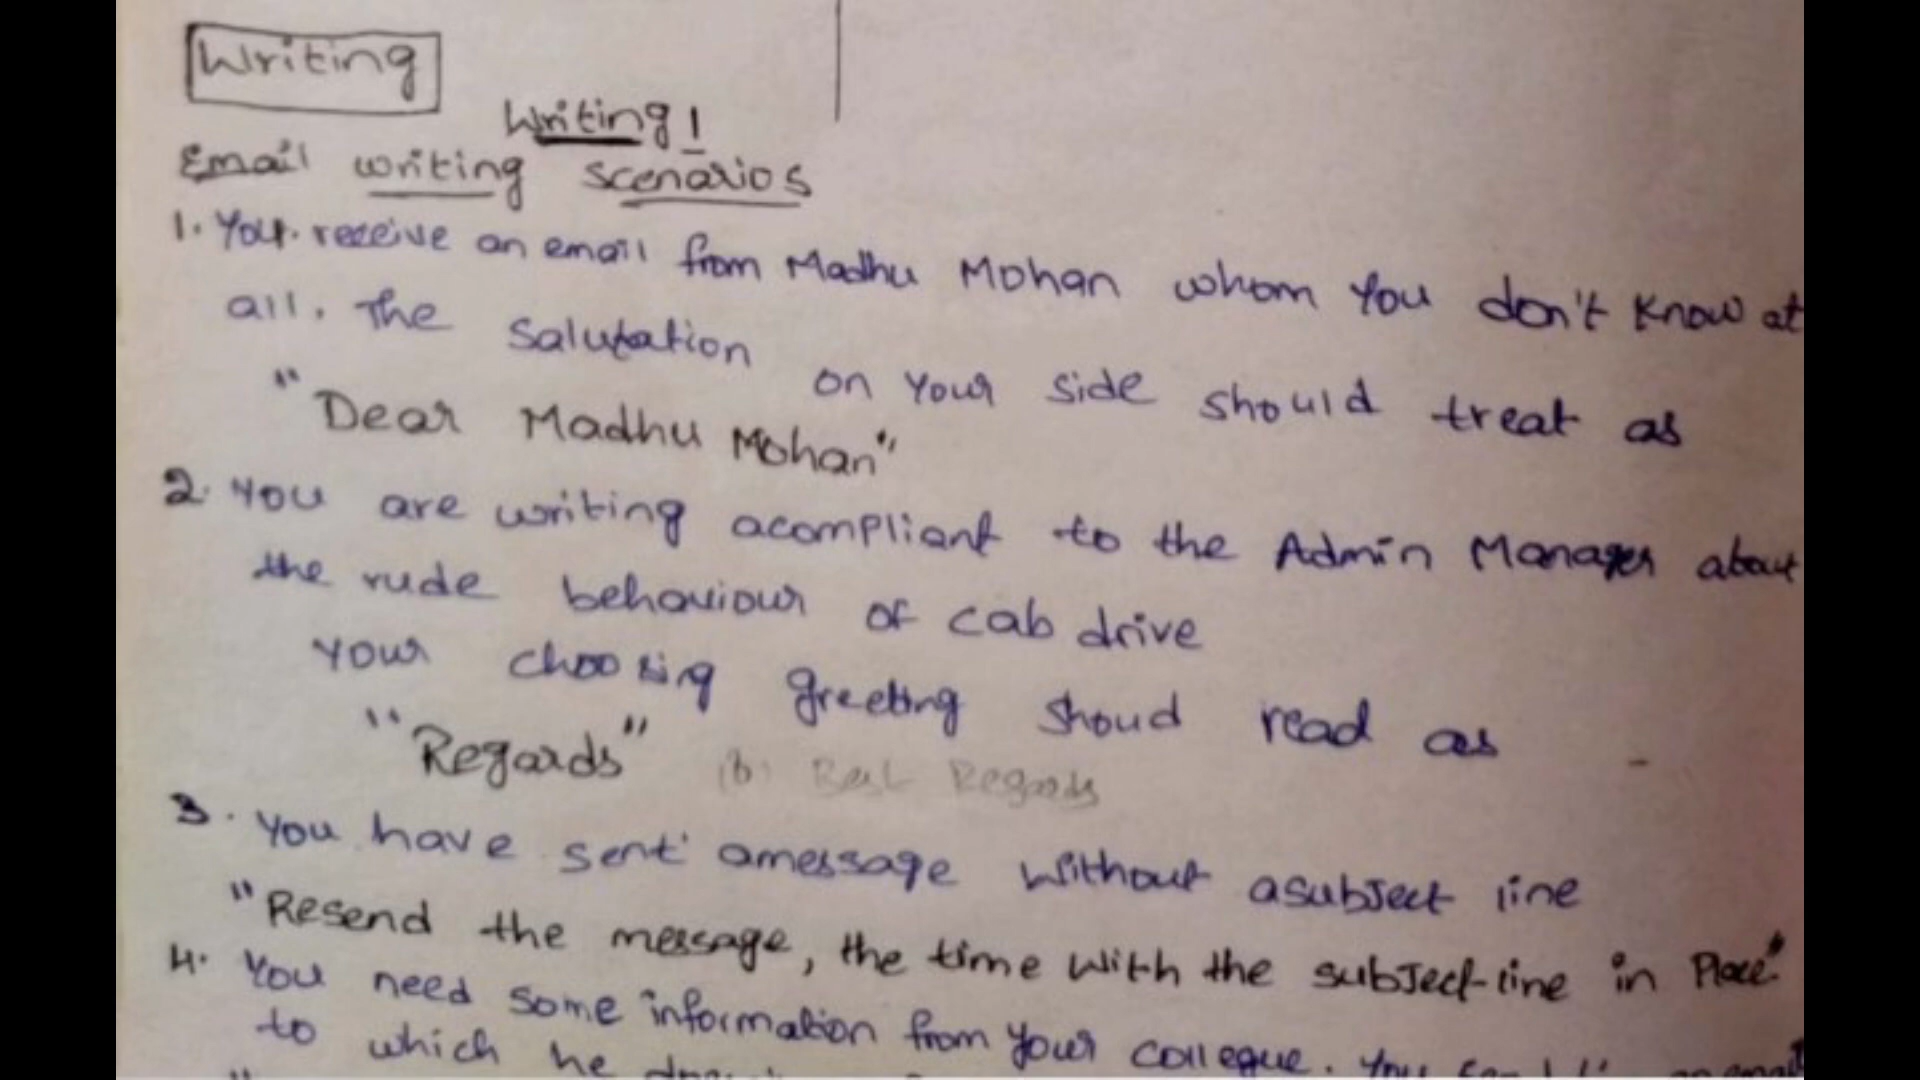 Writing
Writing 1
Email writing scenarios
1. You receive an email from Madhu Mohan whom you don't know at
all. The salutation on your side should treat as
"Dear Madhu Mohan"
2. You are writing acompliant to the Admin Manager about
the rude behaviour of cab drive
your choosing greeting shoud read as
"Regards" (b) Best Regards
3. You have sent amessage without asubject line
"Resend the message, the time with the subject-line in Place"
4. You need some information from your collegue. You
to which he